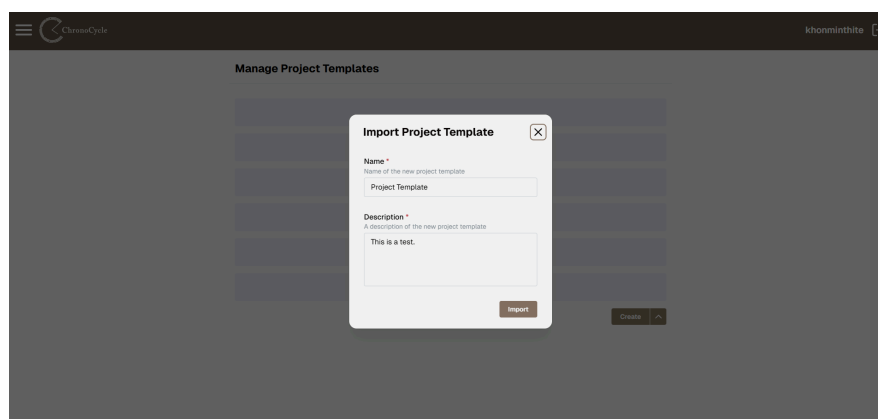 ChronoCycle
khonminthite
Manage Project Templates
Import Project Template
Name *
Name of the new project template
Project Template
Description *
A description of the new project template
This is a test.
Import
Create